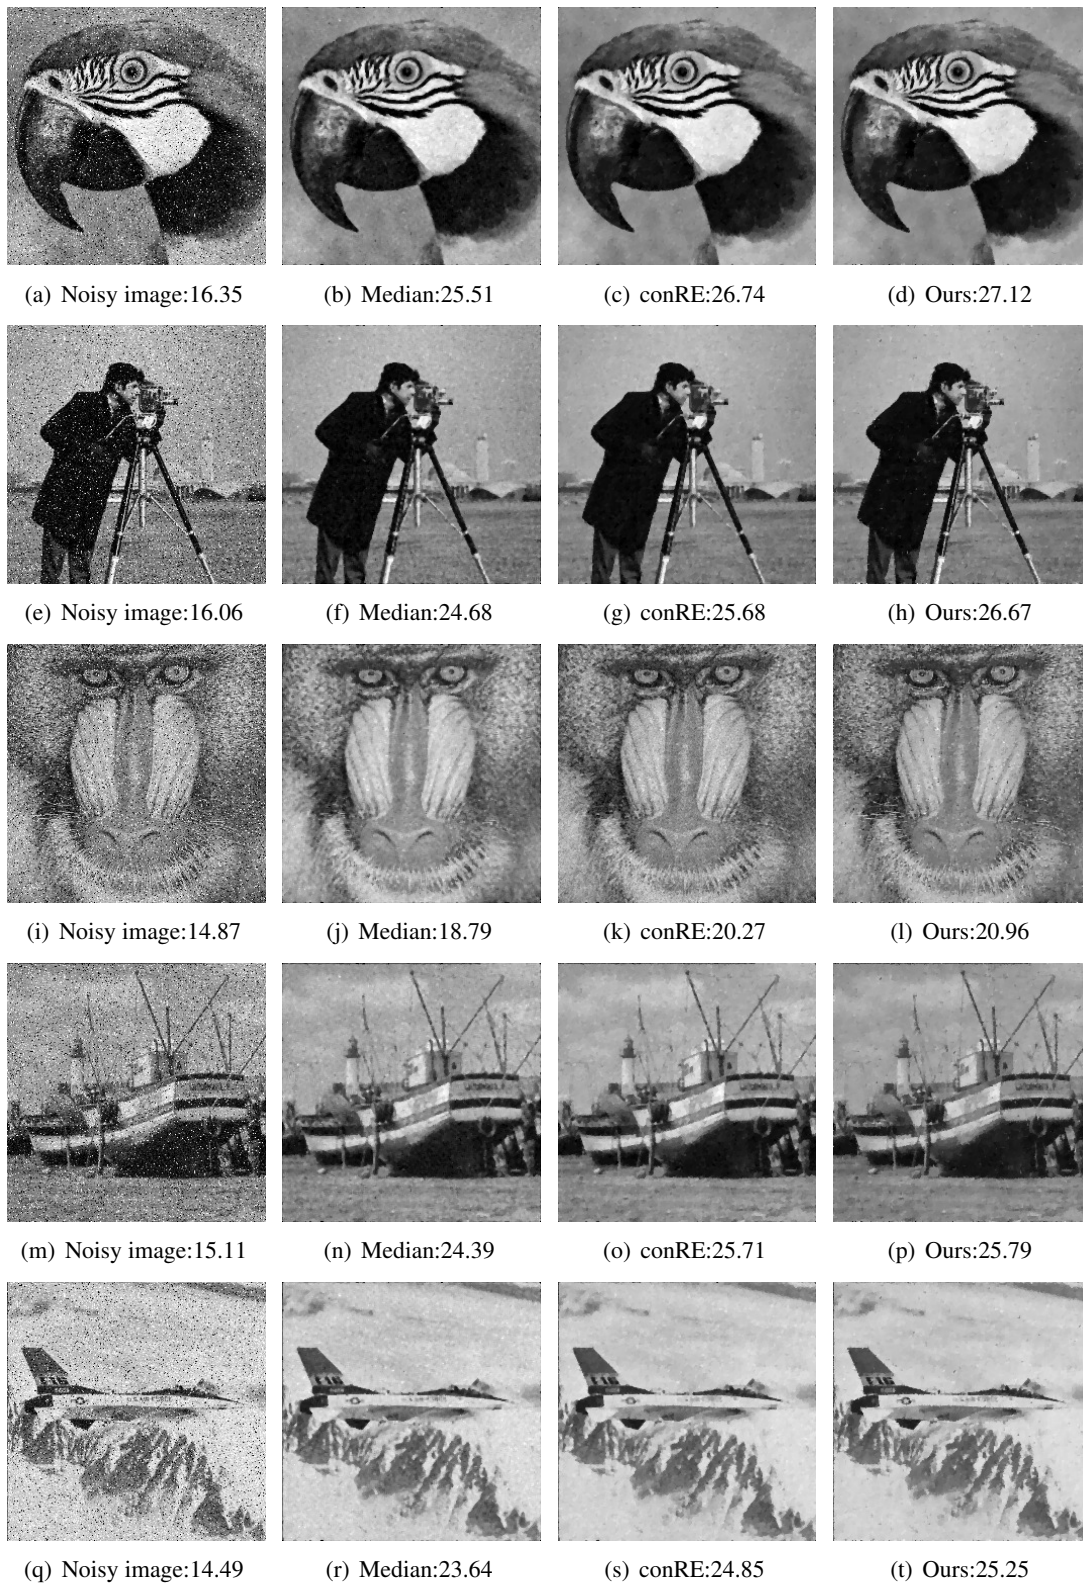 (a) Noisy image:16.35
(b) Median:25.51
(c) conRE:26.74
(d) Ours:27.12
(e) Noisy image:16.06
(f) Median:24.68
(g) conRE:25.68
(h) Ours:26.67
(i) Noisy image:14.87
(j) Median:18.79
(k) conRE:20.27
(l) Ours:20.96
(m) Noisy image:15.11
(n) Median:24.39
(o) conRE:25.71
(p) Ours:25.79
(q) Noisy image:14.49
(r) Median:23.64
(s) conRE:24.85
(t) Ours:25.25